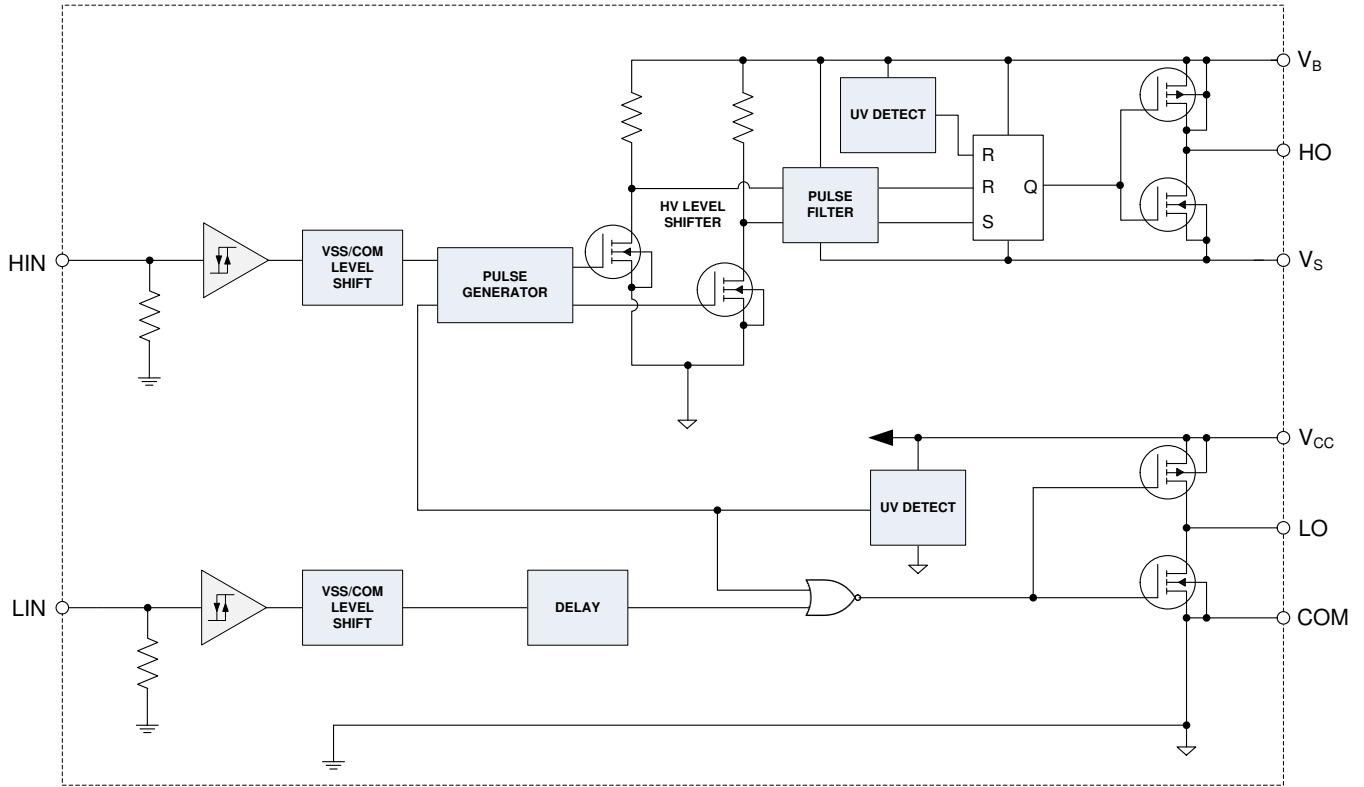 V_B
UV DETECT
R
HO
R
Q
PULSE
FILTER
HV LEVEL
SHIFTER
S
HIN
VSS/COM
LEVEL
SHIFT
PULSE
GENERATOR
V_S
V_CC
UV DETECT
LO
LIN
VSS/COM
LEVEL
SHIFT
DELAY
COM